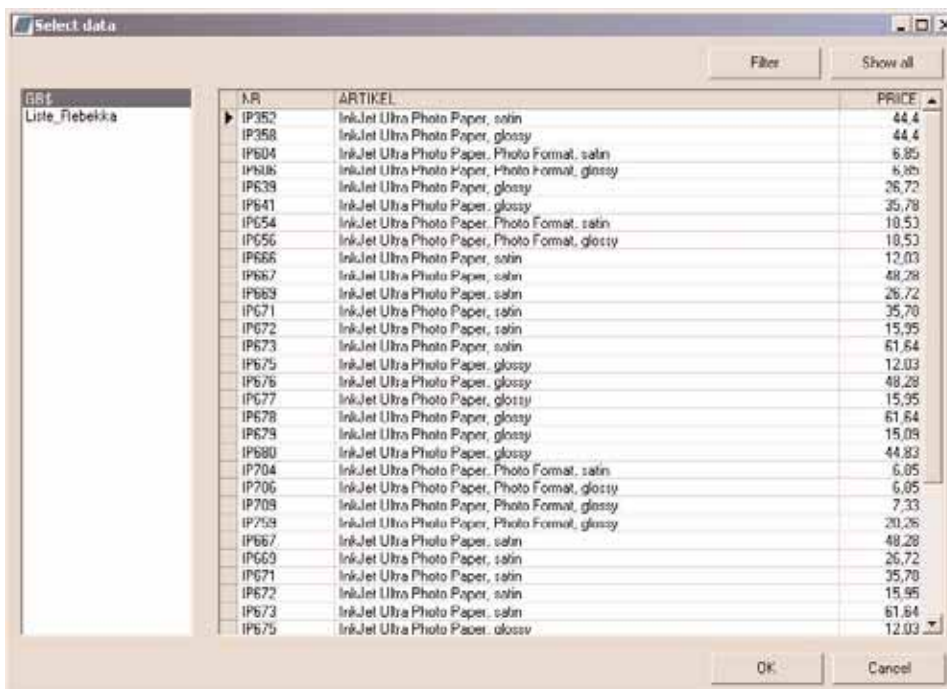 Select data
Filter Show all
GB$
Liste_Rebekka
NR ARTIKEL PRICE
IP352 InkJet Ultra Photo Paper, satin 44,4
IP358 InkJet Ultra Photo Paper, glossy 44,4
IP604 InkJet Ultra Photo Paper, Photo Format, satin 6,85
IP606 InkJet Ultra Photo Paper, Photo Format, glossy 6,85
IP639 InkJet Ultra Photo Paper, glossy 26,72
IP641 InkJet Ultra Photo Paper, glossy 35,78
IP654 InkJet Ultra Photo Paper, Photo Format, satin 18,53
IP656 InkJet Ultra Photo Paper, Photo Format, glossy 18,53
IP666 InkJet Ultra Photo Paper, satin 12,03
IP667 InkJet Ultra Photo Paper, satin 48,28
IP669 InkJet Ultra Photo Paper, satin 26,72
IP671 InkJet Ultra Photo Paper, satin 35,78
IP672 InkJet Ultra Photo Paper, satin 15,95
IP673 InkJet Ultra Photo Paper, satin 61,64
IP675 InkJet Ultra Photo Paper, glossy 12,03
IP676 InkJet Ultra Photo Paper, glossy 48,28
IP677 InkJet Ultra Photo Paper, glossy 15,95
IP678 InkJet Ultra Photo Paper, glossy 61,64
IP679 InkJet Ultra Photo Paper, glossy 15,09
IP680 InkJet Ultra Photo Paper, glossy 44,83
IP704 InkJet Ultra Photo Paper, Photo Format, satin 6,85
IP706 InkJet Ultra Photo Paper, Photo Format, glossy 6,85
IP709 InkJet Ultra Photo Paper, Photo Format, glossy 7,33
IP759 InkJet Ultra Photo Paper, Photo Format, glossy 20,26
IP667 InkJet Ultra Photo Paper, satin 48,28
IP669 InkJet Ultra Photo Paper, satin 26,72
IP671 InkJet Ultra Photo Paper, satin 35,78
IP672 InkJet Ultra Photo Paper, satin 15,95
IP673 InkJet Ultra Photo Paper, satin 61,64
IP675 InkJet Ultra Photo Paper, glossy 12,03
OK Cancel